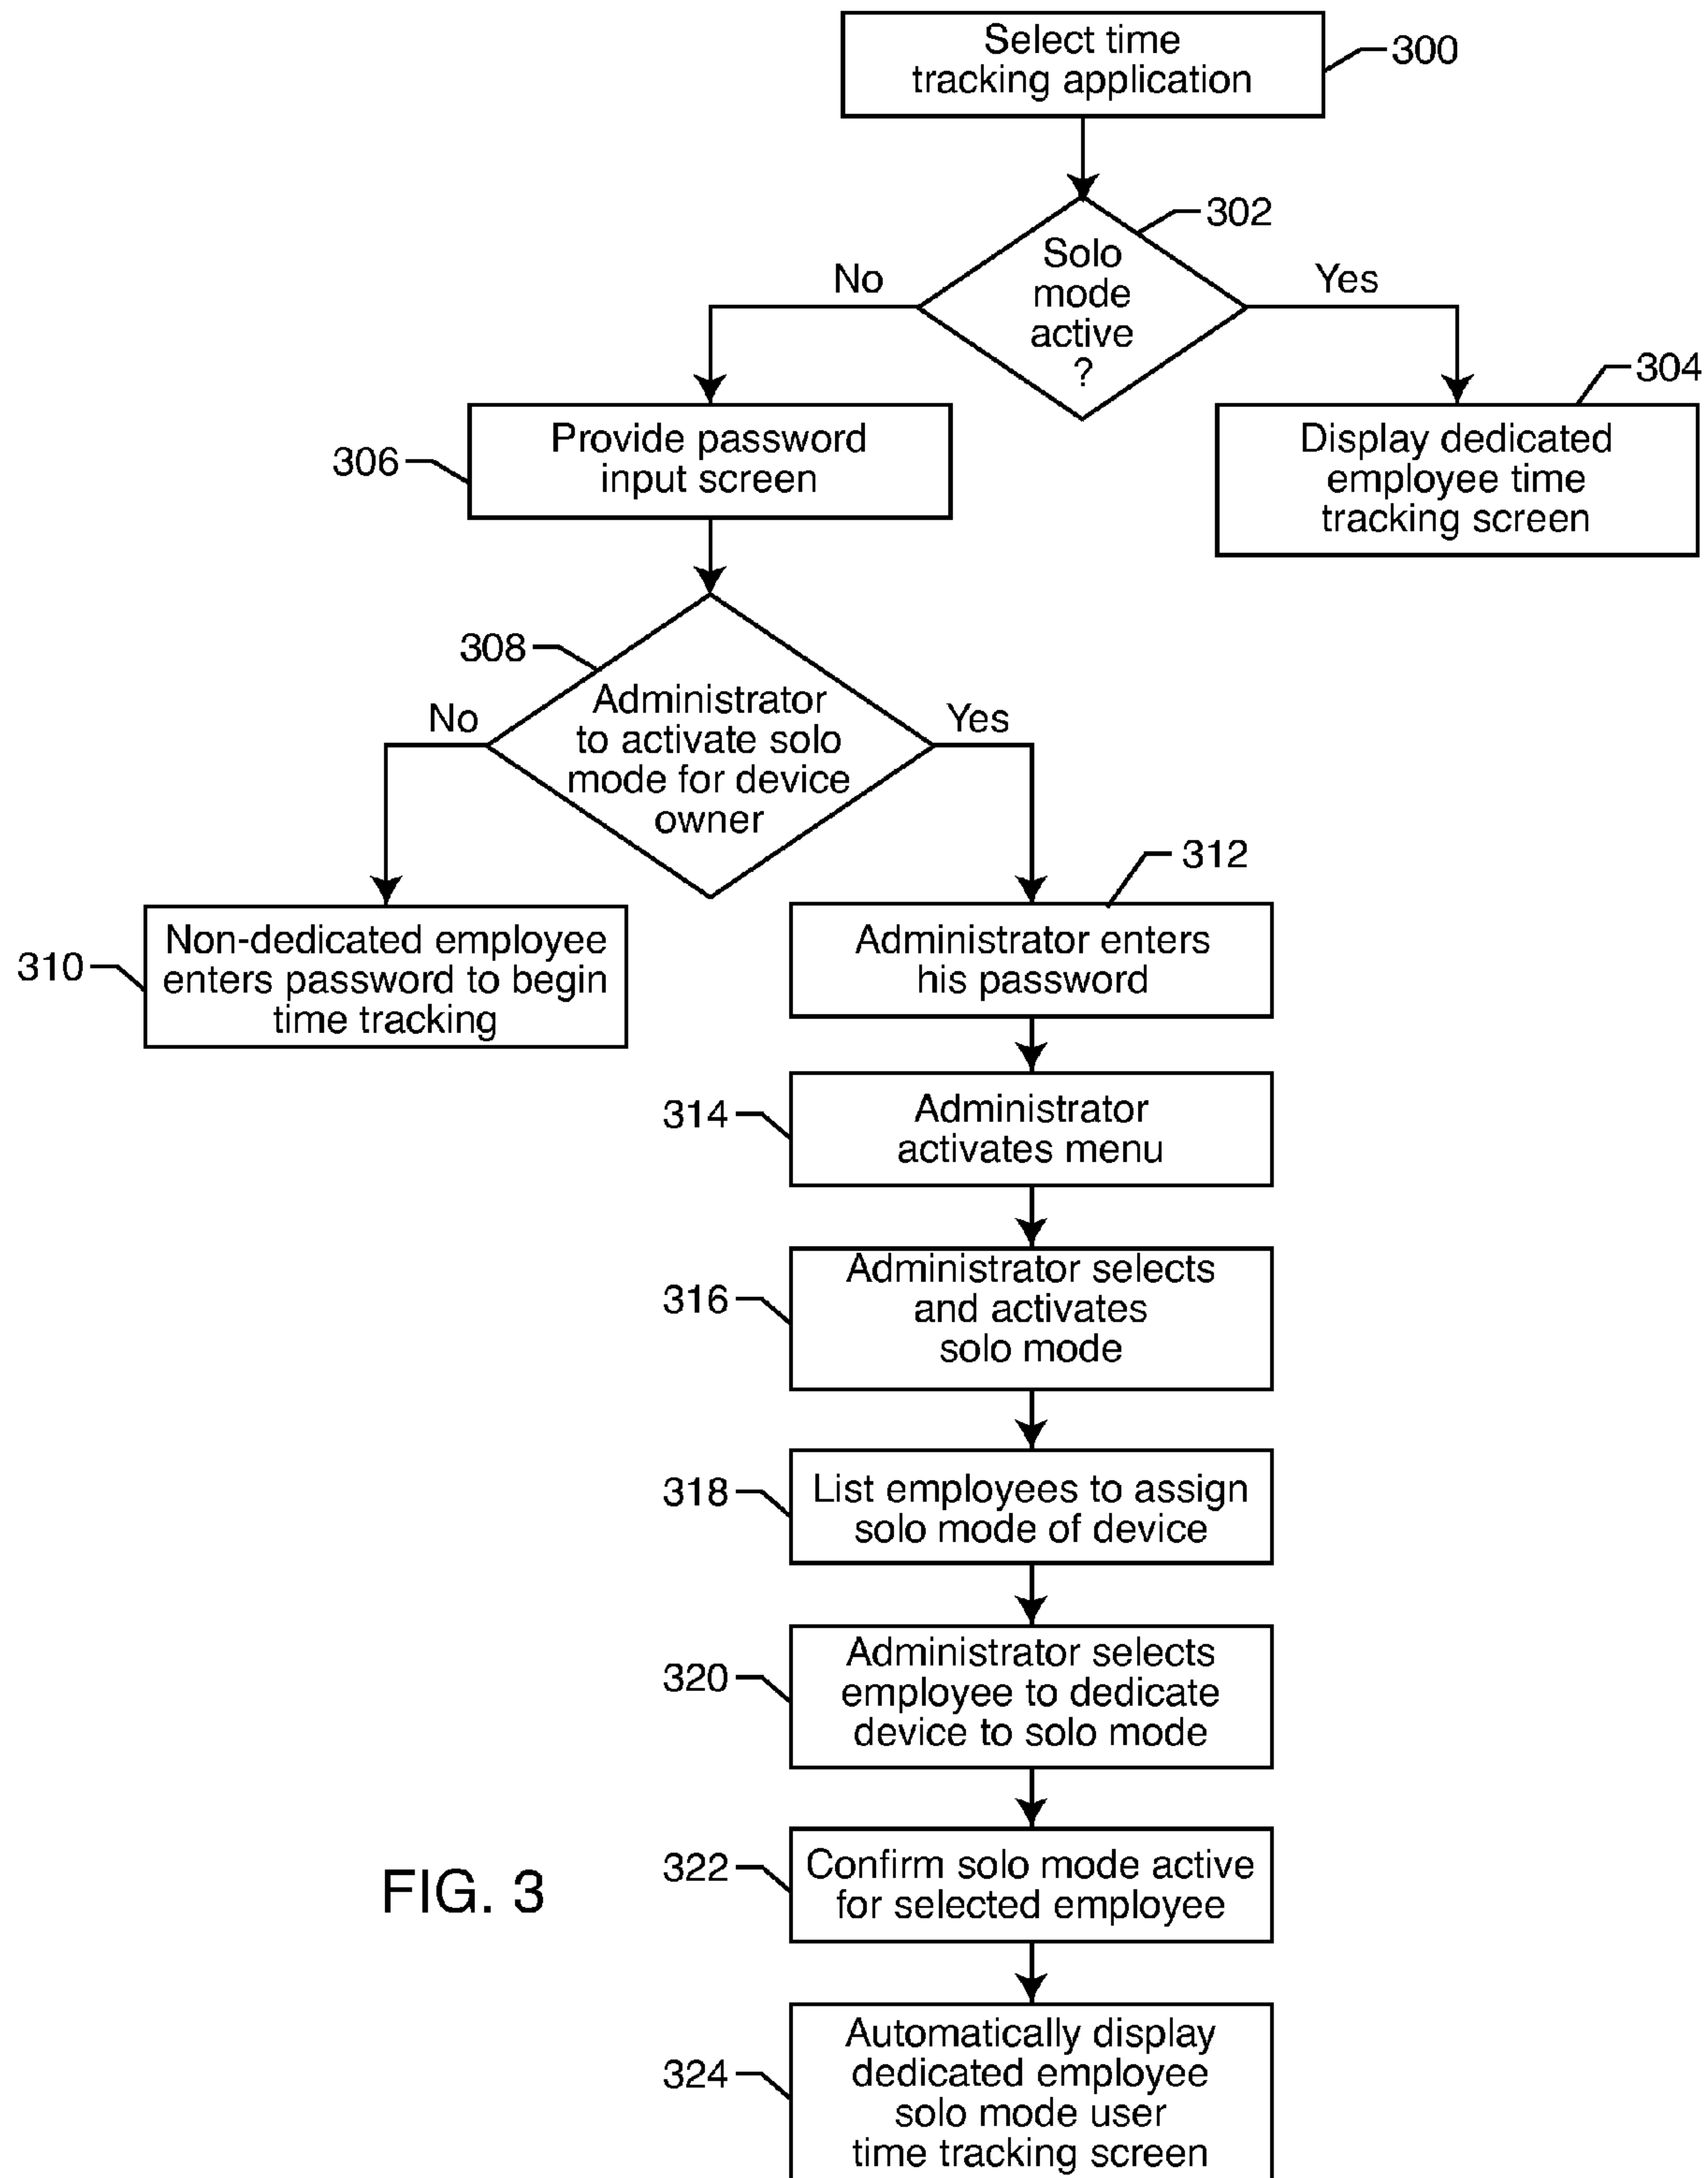 Select time
tracking application
300
302
Solo
mode
active
?
No
Yes
304
306
Provide password
input screen
Display dedicated
employee time
tracking screen
308
Administrator
to activate solo
mode for device
owner
No
Yes
312
310
Non-dedicated employee
enters password to begin
time tracking
Administrator enters
his password
314
Administrator
activates menu
316
Administrator selects
and activates
solo mode
318
List employees to assign
solo mode of device
320
Administrator selects
employee to dedicate
device to solo mode
322
Confirm solo mode active
for selected employee
FIG. 3
324
Automatically display
dedicated employee
solo mode user
time tracking screen